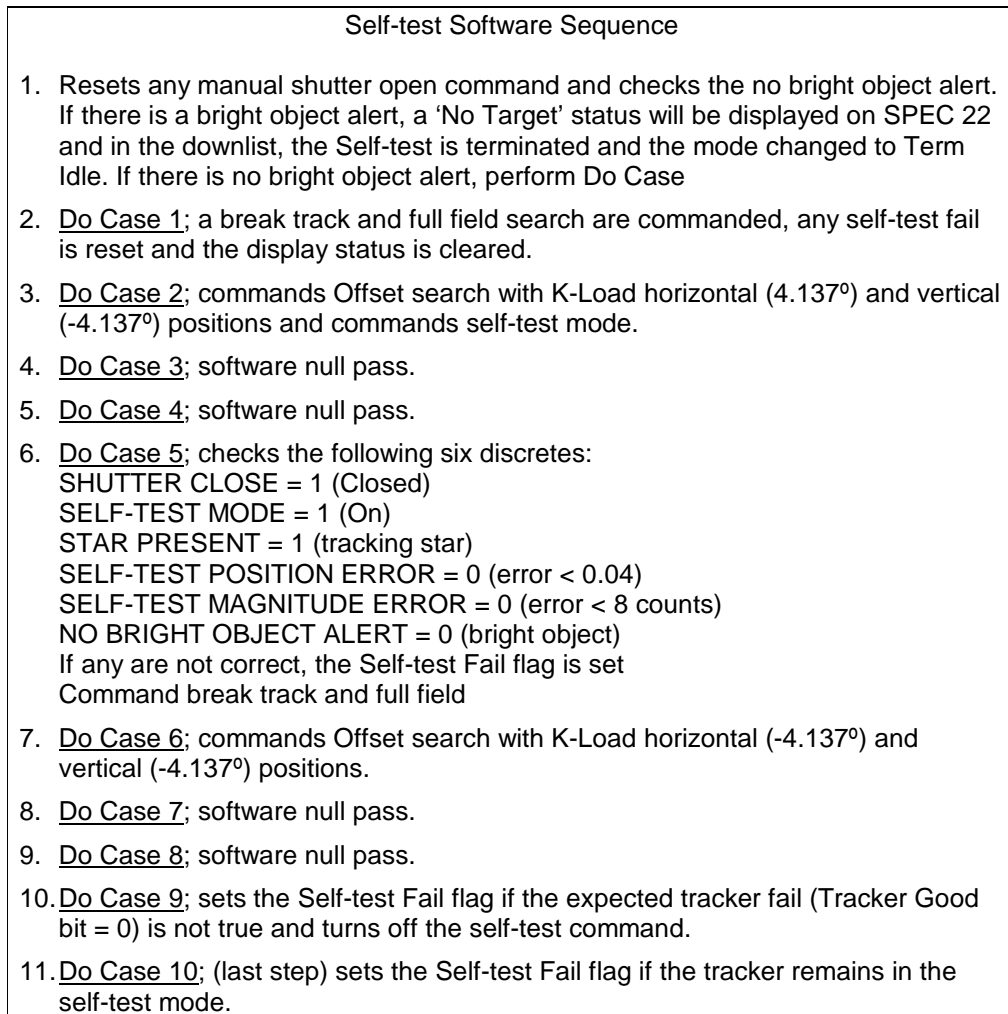 Self-test Software Sequence
1. Resets any manual shutter open command and checks the no bright object alert.
If there is a bright object alert, a ‘No Target’ status will be displayed on SPEC 22
and in the downlist, the Self-test is terminated and the mode changed to Term
Idle. If there is no bright object alert, perform Do Case
2. Do Case 1; a break track and full field search are commanded, any self-test fail
is reset and the display status is cleared.
3. Do Case 2; commands Offset search with K-Load horizontal (4.137º) and vertical
(-4.137º) positions and commands self-test mode.
4. Do Case 3; software null pass.
5. Do Case 4; software null pass.
6. Do Case 5; checks the following six discretes:
SHUTTER CLOSE = 1 (Closed)
SELF-TEST MODE = 1 (On)
STAR PRESENT = 1 (tracking star)
SELF-TEST POSITION ERROR = 0 (error < 0.04)
SELF-TEST MAGNITUDE ERROR = 0 (error < 8 counts)
NO BRIGHT OBJECT ALERT = 0 (bright object)
If any are not correct, the Self-test Fail flag is set
Command break track and full field
7. Do Case 6; commands Offset search with K-Load horizontal (-4.137º) and
vertical (-4.137º) positions.
8. Do Case 7; software null pass.
9. Do Case 8; software null pass.
10. Do Case 9; sets the Self-test Fail flag if the expected tracker fail (Tracker Good
bit = 0) is not true and turns off the self-test command.
11. Do Case 10; (last step) sets the Self-test Fail flag if the tracker remains in the
self-test mode.